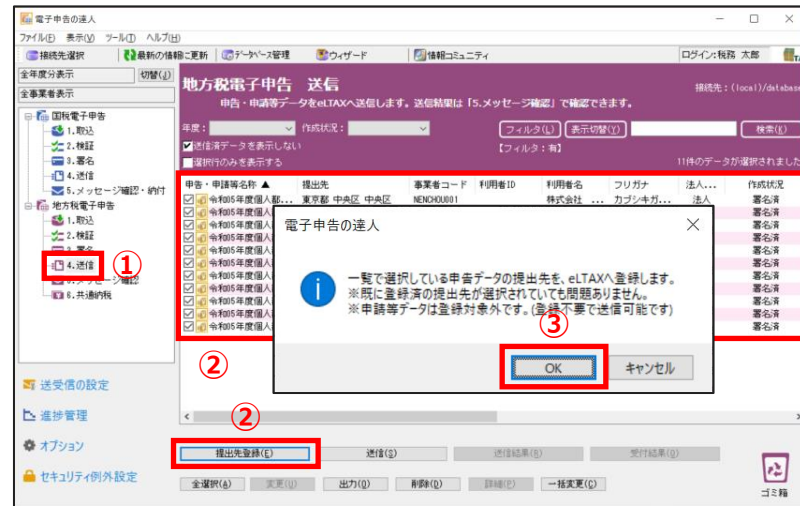 電子申告の達人
ファイル(F) 表示(V) ツール(T) ヘルプ(H)
接続先選択 最新の情報に更新 データベース管理 ウィザード 情報コミュニティ ログイン:税務 太郎
全年度分表示 切替(J)
全事業者表示
国税電子申告
1.取込
2.検証
3.署名
4.送信
5.メッセージ確認・納付
地方税電子申告
1.取込
2.検証
4.送信
6.共通納税
①
送受信の設定
進捗管理
オプション
セキュリティ例外設定
地方税電子申告 送信
接続先:(local)/database
申告・申請等データをeLTAXへ送信します。送信結果は「5.メッセージ確認」で確認できます。
年度: 作成状況: フィルタ(L) 表示切替(Y) 検索(K)
送信済データを表示しない 【フィルタ:有】
選択行のみを表示する 11件のデータが選択されました
申告・申請等名称 ▲ 提出先 事業者コード 利用者ID 利用者名 フリガナ 法人... 作成状況
令和05年度個人都... 東京都 中央区 中央区 NENCHOU001 株式会社 ... カブシキガ... 法人 署名済
令和05年度個人 署名済
令和05年度個人 署名済
令和05年度個人 署名済
令和05年度個人 署名済
令和05年度個人 署名済
令和05年度個人 署名済
令和05年度個人 署名済
令和05年度個人 署名済
令和05年度個人 署名済
令和05年度個人 署名済
電子申告の達人
一覧で選択している申告データの提出先を、eLTAXへ登録します。
※既に登録済の提出先が選択されていても問題ありません。
※申請等データは登録対象外です。(登録不要で送信可能です)
③
OK キャンセル
②
②
提出先登録(E) 送信(S) 送信結果(R) 受付結果(Q)
全選択(A) 変更(U) 出力(O) 削除(D) 詳細(P) 一括変更(C)
ゴミ箱